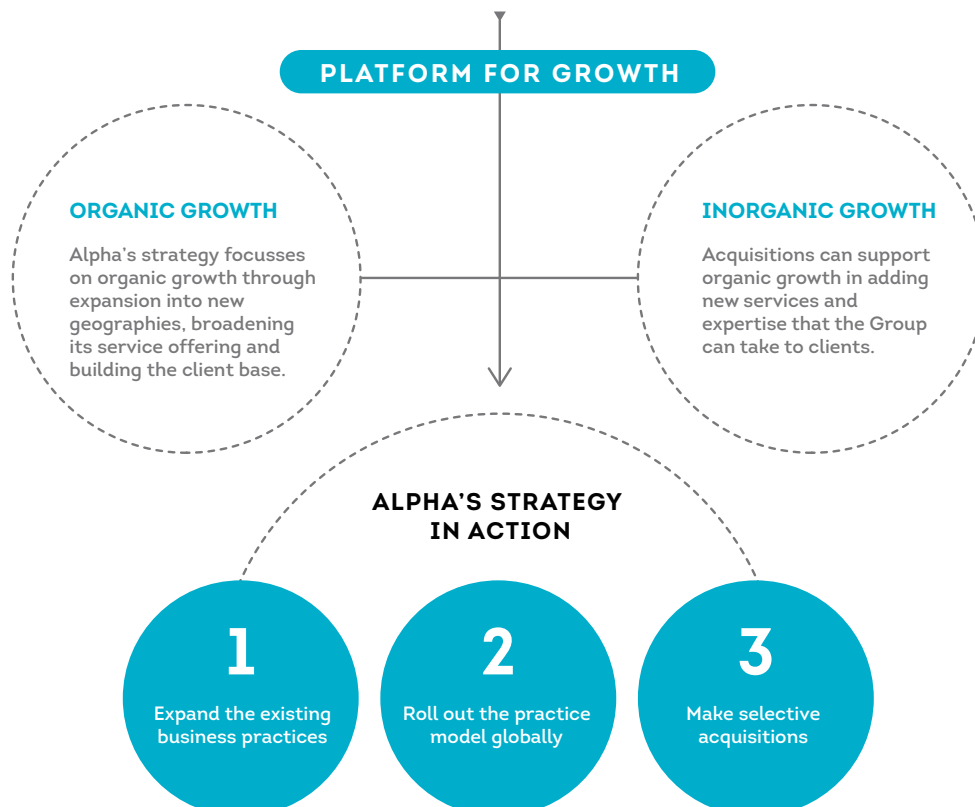 PLATFORM FOR GROWTH
ORGANIC GROWTH
Alpha's strategy focusses
on organic growth through
expansion into new
geographies, broadening
its service offering and
building the client base.
INORGANIC GROWTH
Acquisitions can support
organic growth in adding
new services and
expertise that the Group
can take to clients.
ALPHA'S STRATEGY
IN ACTION
1
Expand the existing
business practices
2
Roll out the practice
model globally
3
Make selective
acquisitions